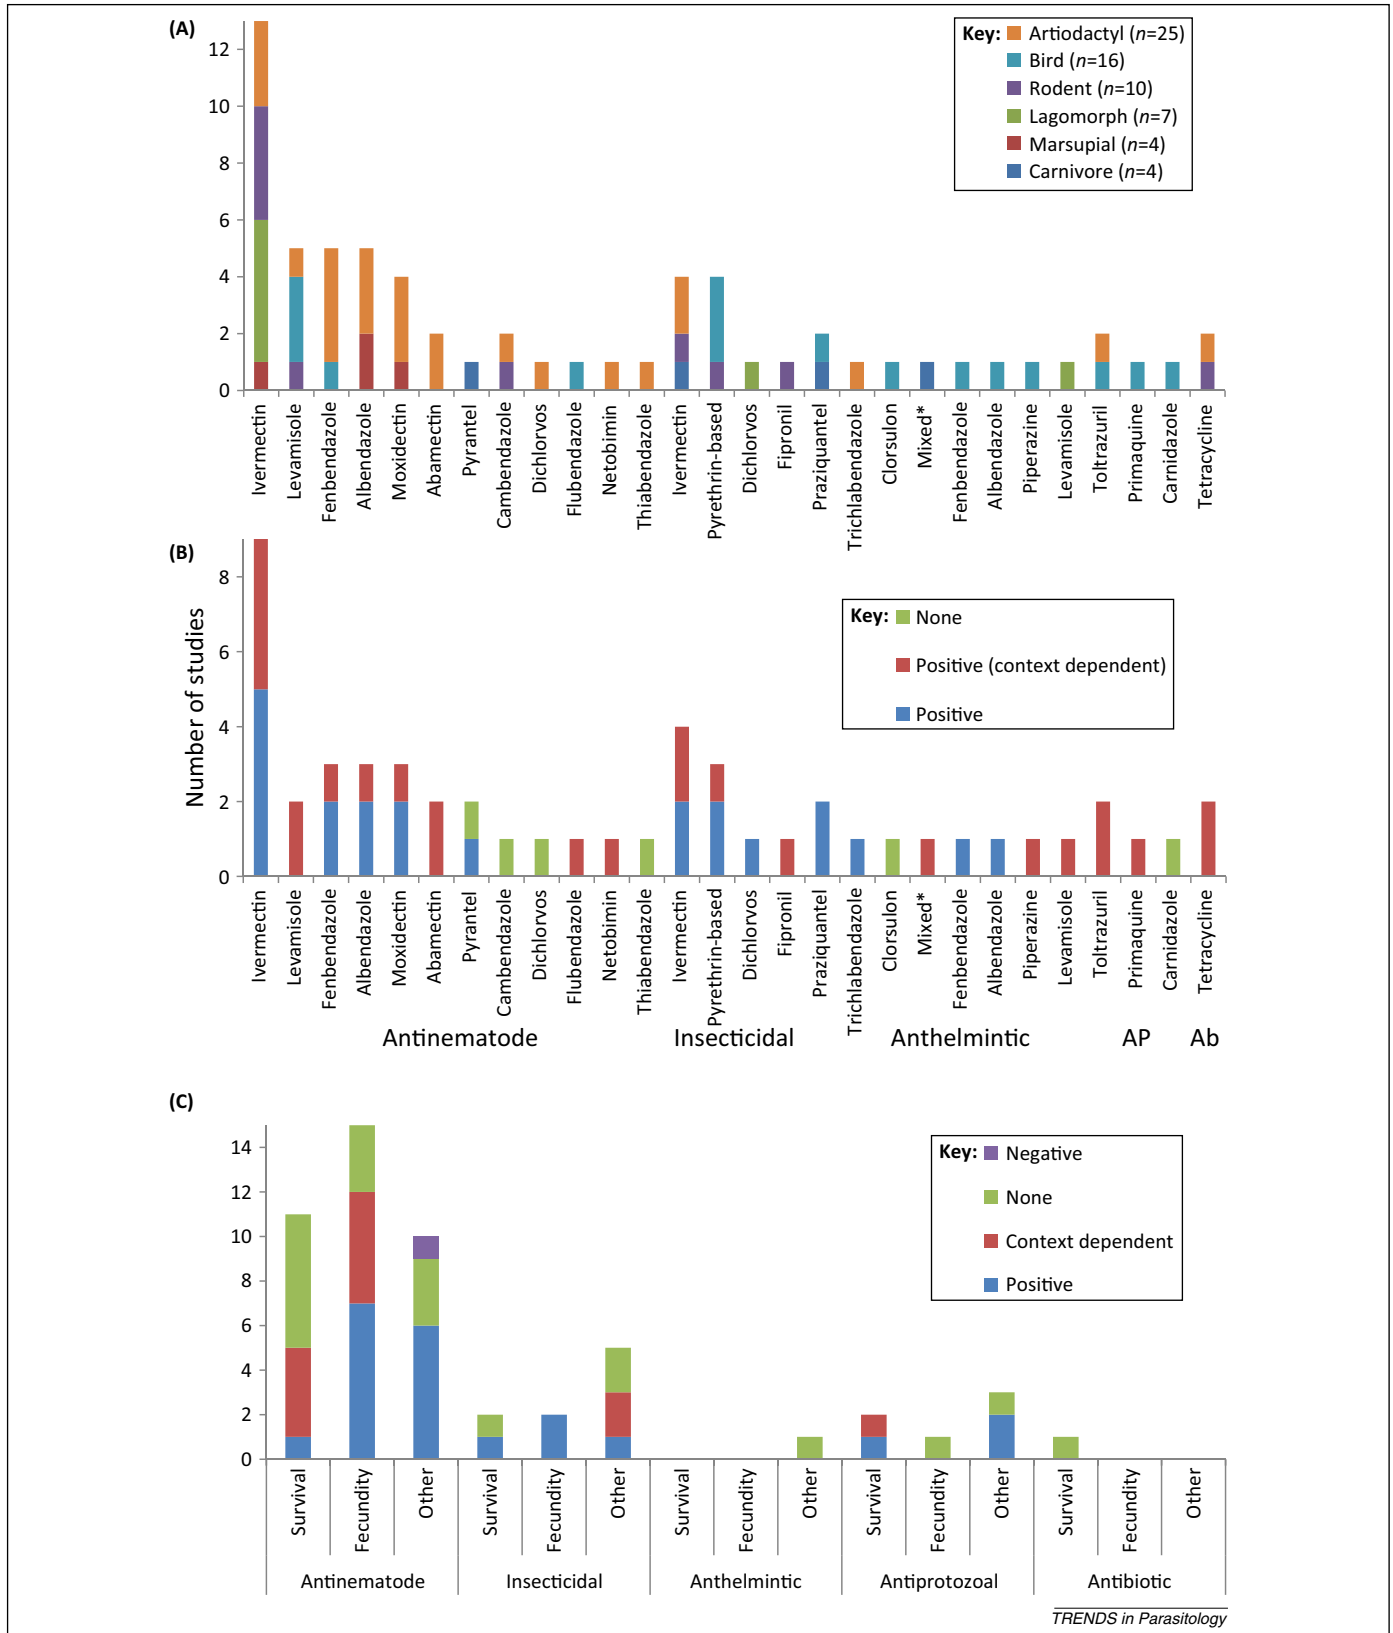 (A)
12
10
8
6
4
2
0
Key: Artiodactyl (n=25)
Bird (n=16)
Rodent (n=10)
Lagomorph (n=7)
Marsupial (n=4)
Carnivore (n=4)
Ivermectin
Levamisole
Fenbendazole
Albendazole
Moxidectin
Abamectin
Pyrantel
Cambendazole
Dichlorvos
Flubendazole
Netobimin
Thiabendazole
Ivermectin
Pyrethrin-based
Dichlorvos
Fipronil
Praziquantel
Trichlabendazole
Clorsulon
Mixed*
Fenbendazole
Albendazole
Piperazine
Levamisole
Toltrazuril
Primaquine
Carnidazole
Tetracycline
(B)
Number of studies
8
6
4
2
0
Key: None
Positive (context dependent)
Positive
Ivermectin
Levamisole
Fenbendazole
Albendazole
Moxidectin
Abamectin
Pyrantel
Cambendazole
Dichlorvos
Flubendazole
Netobimin
Thiabendazole
Ivermectin
Pyrethrin-based
Dichlorvos
Fipronil
Praziquantel
Trichlabendazole
Clorsulon
Mixed*
Fenbendazole
Albendazole
Piperazine
Levamisole
Toltrazuril
Primaquine
Carnidazole
Tetracycline
Antinematode
Insecticidal
Anthelmintic
AP
Ab
(C)
14
12
10
8
6
4
2
0
Key: Negative
None
Context dependent
Positive
Survival
Fecundity
Other
Survival
Fecundity
Other
Survival
Fecundity
Other
Survival
Fecundity
Other
Survival
Fecundity
Other
Antinematode
Insecticidal
Anthelmintic
Antiprotozoal
Antibiotic
TRENDS in Parasitology